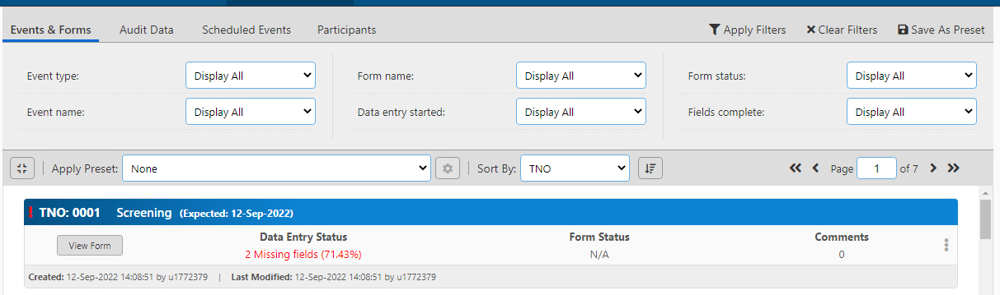 Events & Forms Audit Data Scheduled Events Participants Apply Filters Clear Filters Save As Preset
Event type: Display All Form name: Display All Form status: Display All
Event name: Display All Data entry started: Display All Fields complete: Display All
Apply Preset: None Sort By: TNO Page 1 of 7
! TNO: 0001 Screening (Expected: 12-Sep-2022)
Data Entry Status Form Status Comments
View Form 2 Missing fields (71.43%) N/A 0
Created: 12-Sep-2022 14:08:51 by u1772379 | Last Modified: 12-Sep-2022 14:08:51 by u1772379